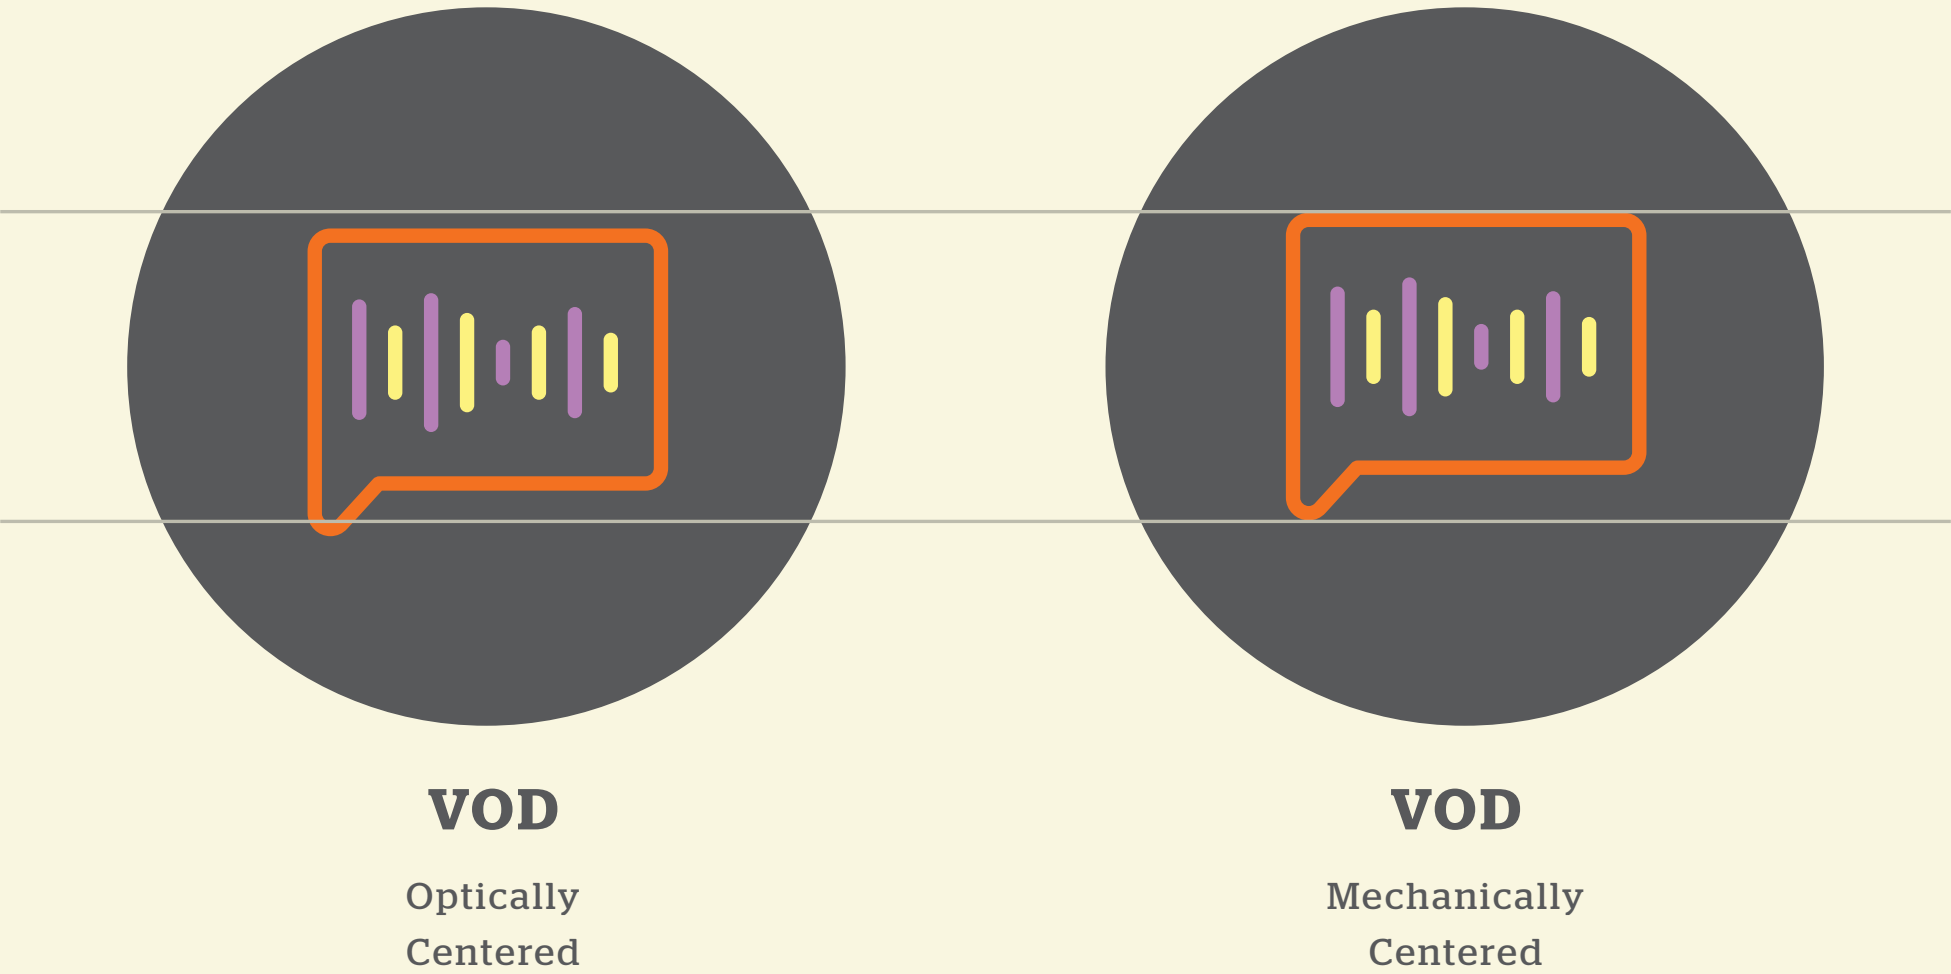 VOD
Optically
Centered
VOD
Mechanically
Centered